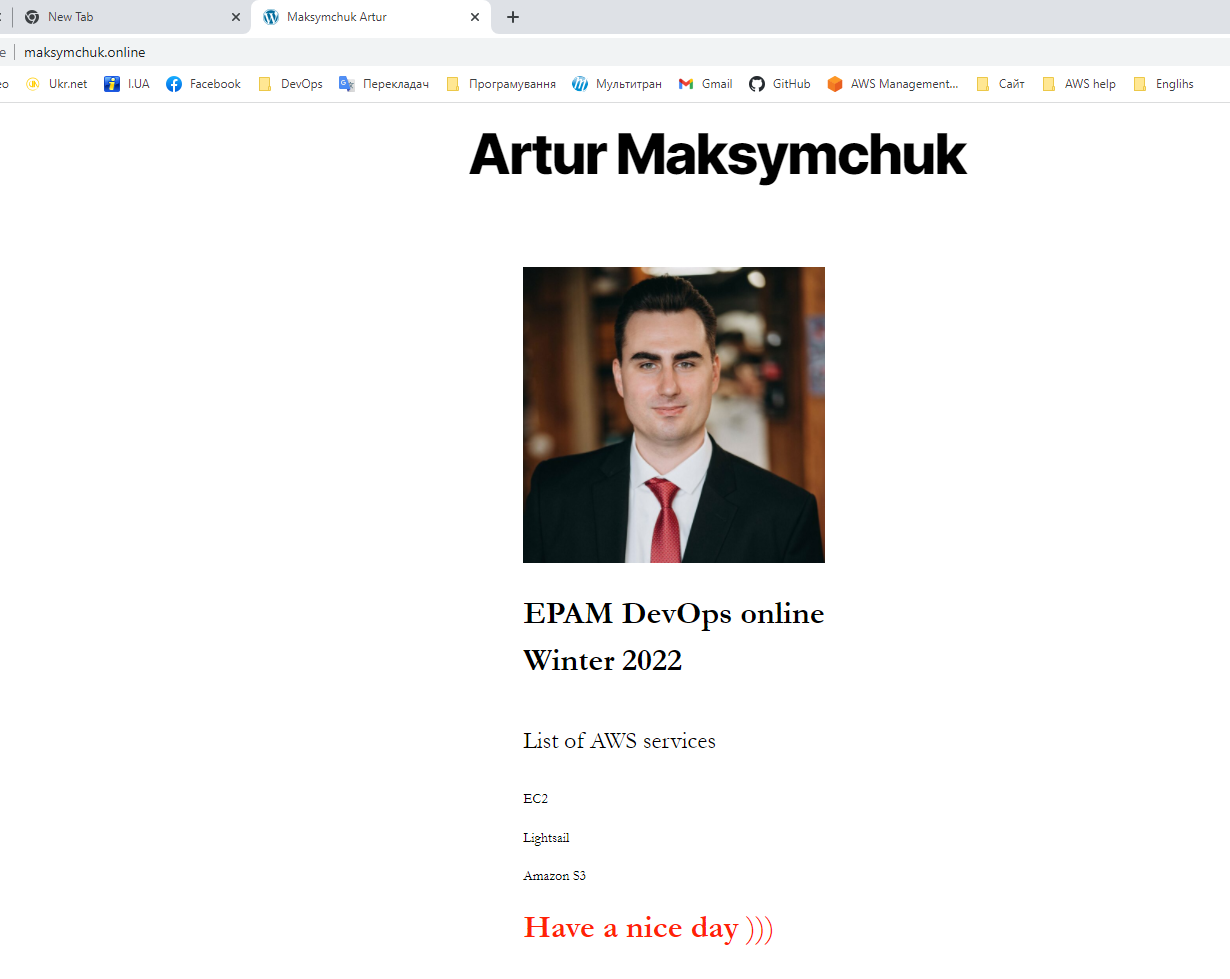 New Tab
Maksymchuk Artur
maksymchuk.online
Ukr.net I.UA Facebook DevOps Перекладач Програмування Мультитран Gmail GitHub AWS Management... Сайт AWS help Englihs
Artur Maksymchuk
EPAM DevOps online
Winter 2022
List of AWS services
EC2
Lightsail
Amazon S3
Have a nice day )))